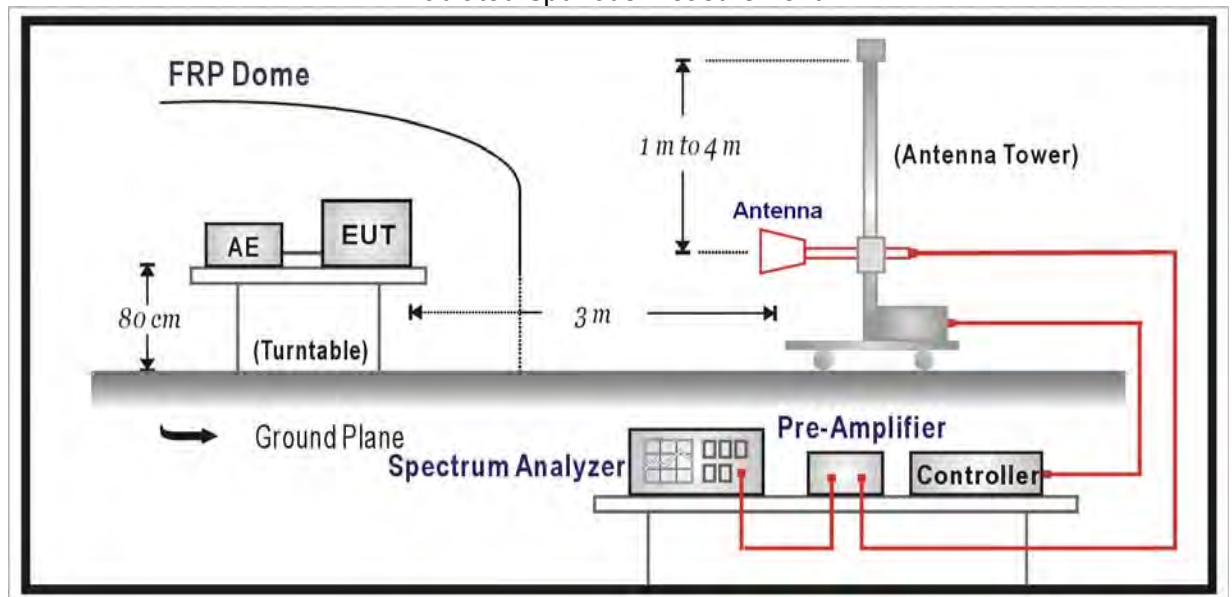 FRP Dome
1 m to 4 m
(Antenna Tower)
Antenna
AE
EUT
80 cm
3 m
(Turntable)
Ground Plane
Pre-Amplifier
Spectrum Analyzer
Controller